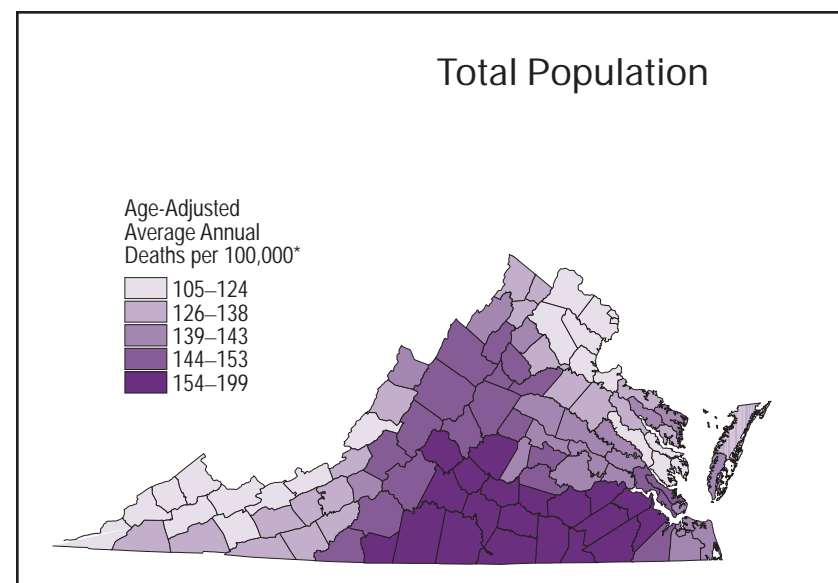 Total Population
Age-Adjusted
Average Annual
Deaths per 100,000*
105–124
126–138
139–143
144–153
154–199